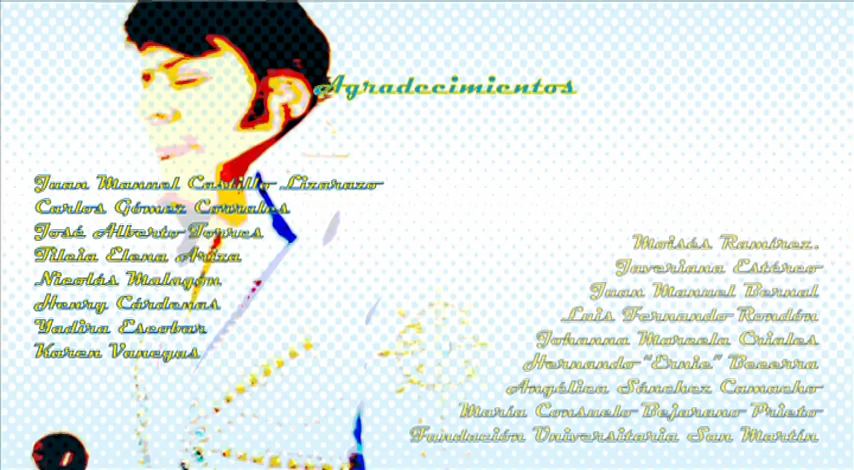 Agradecimientos
Juan Manuel Castillo Lizarazo
Carlos Gómez Corrales
José Alberto Torres
Tilcia Elena Ariza
Nicolás Malagón
Henry Cárdenas
Yadira Escobar
Karen Vanegas
Moisés Ramírez.
Javeriana Estéreo
Juan Manuel Bernal
Luis Fernando Rondón
Johanna Marcela Criales
Hernando "Ernie" Becerra
Angélica Sánchez Camacho
María Consuelo Bejarano Prieto
Fundación Universitaria San Martín